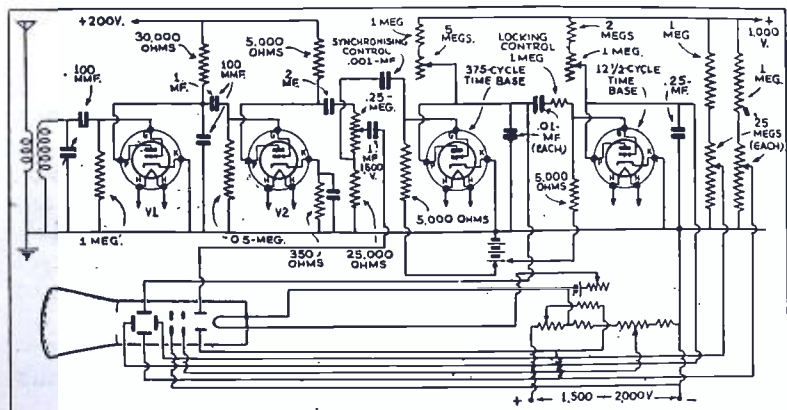 +200V.
30,000
OHMS
5,000
OHMS
1 MEG
5
MEGS.
SYNCHRONISING
CONTROL
.001-MF
LOCKING
CONTROL
1 MEG
2
MEGS
1 MEG.
1
MEG
+
1,000
V.
100
MMF.
1
MF.
100
MMF.
2
MF.
.25-
MEG.
375-CYCLE
TIME BASE
12½-CYCLE
TIME
BASE
.25-
MF
1
MEG.
.25
MEGS
(EACH)
1
MF
1500
V.
.01-
MF
(EACH)
G
P
K
H
H
V1
G
P
K
H
H
V2
G
P
K
H
H
G
P
K
H
H
5,000
OHMS
1 MEG.
0.5-MEG.
350
OHMS
25,000
OHMS
5,000 OHMS
+
1,500 - 2000V
-